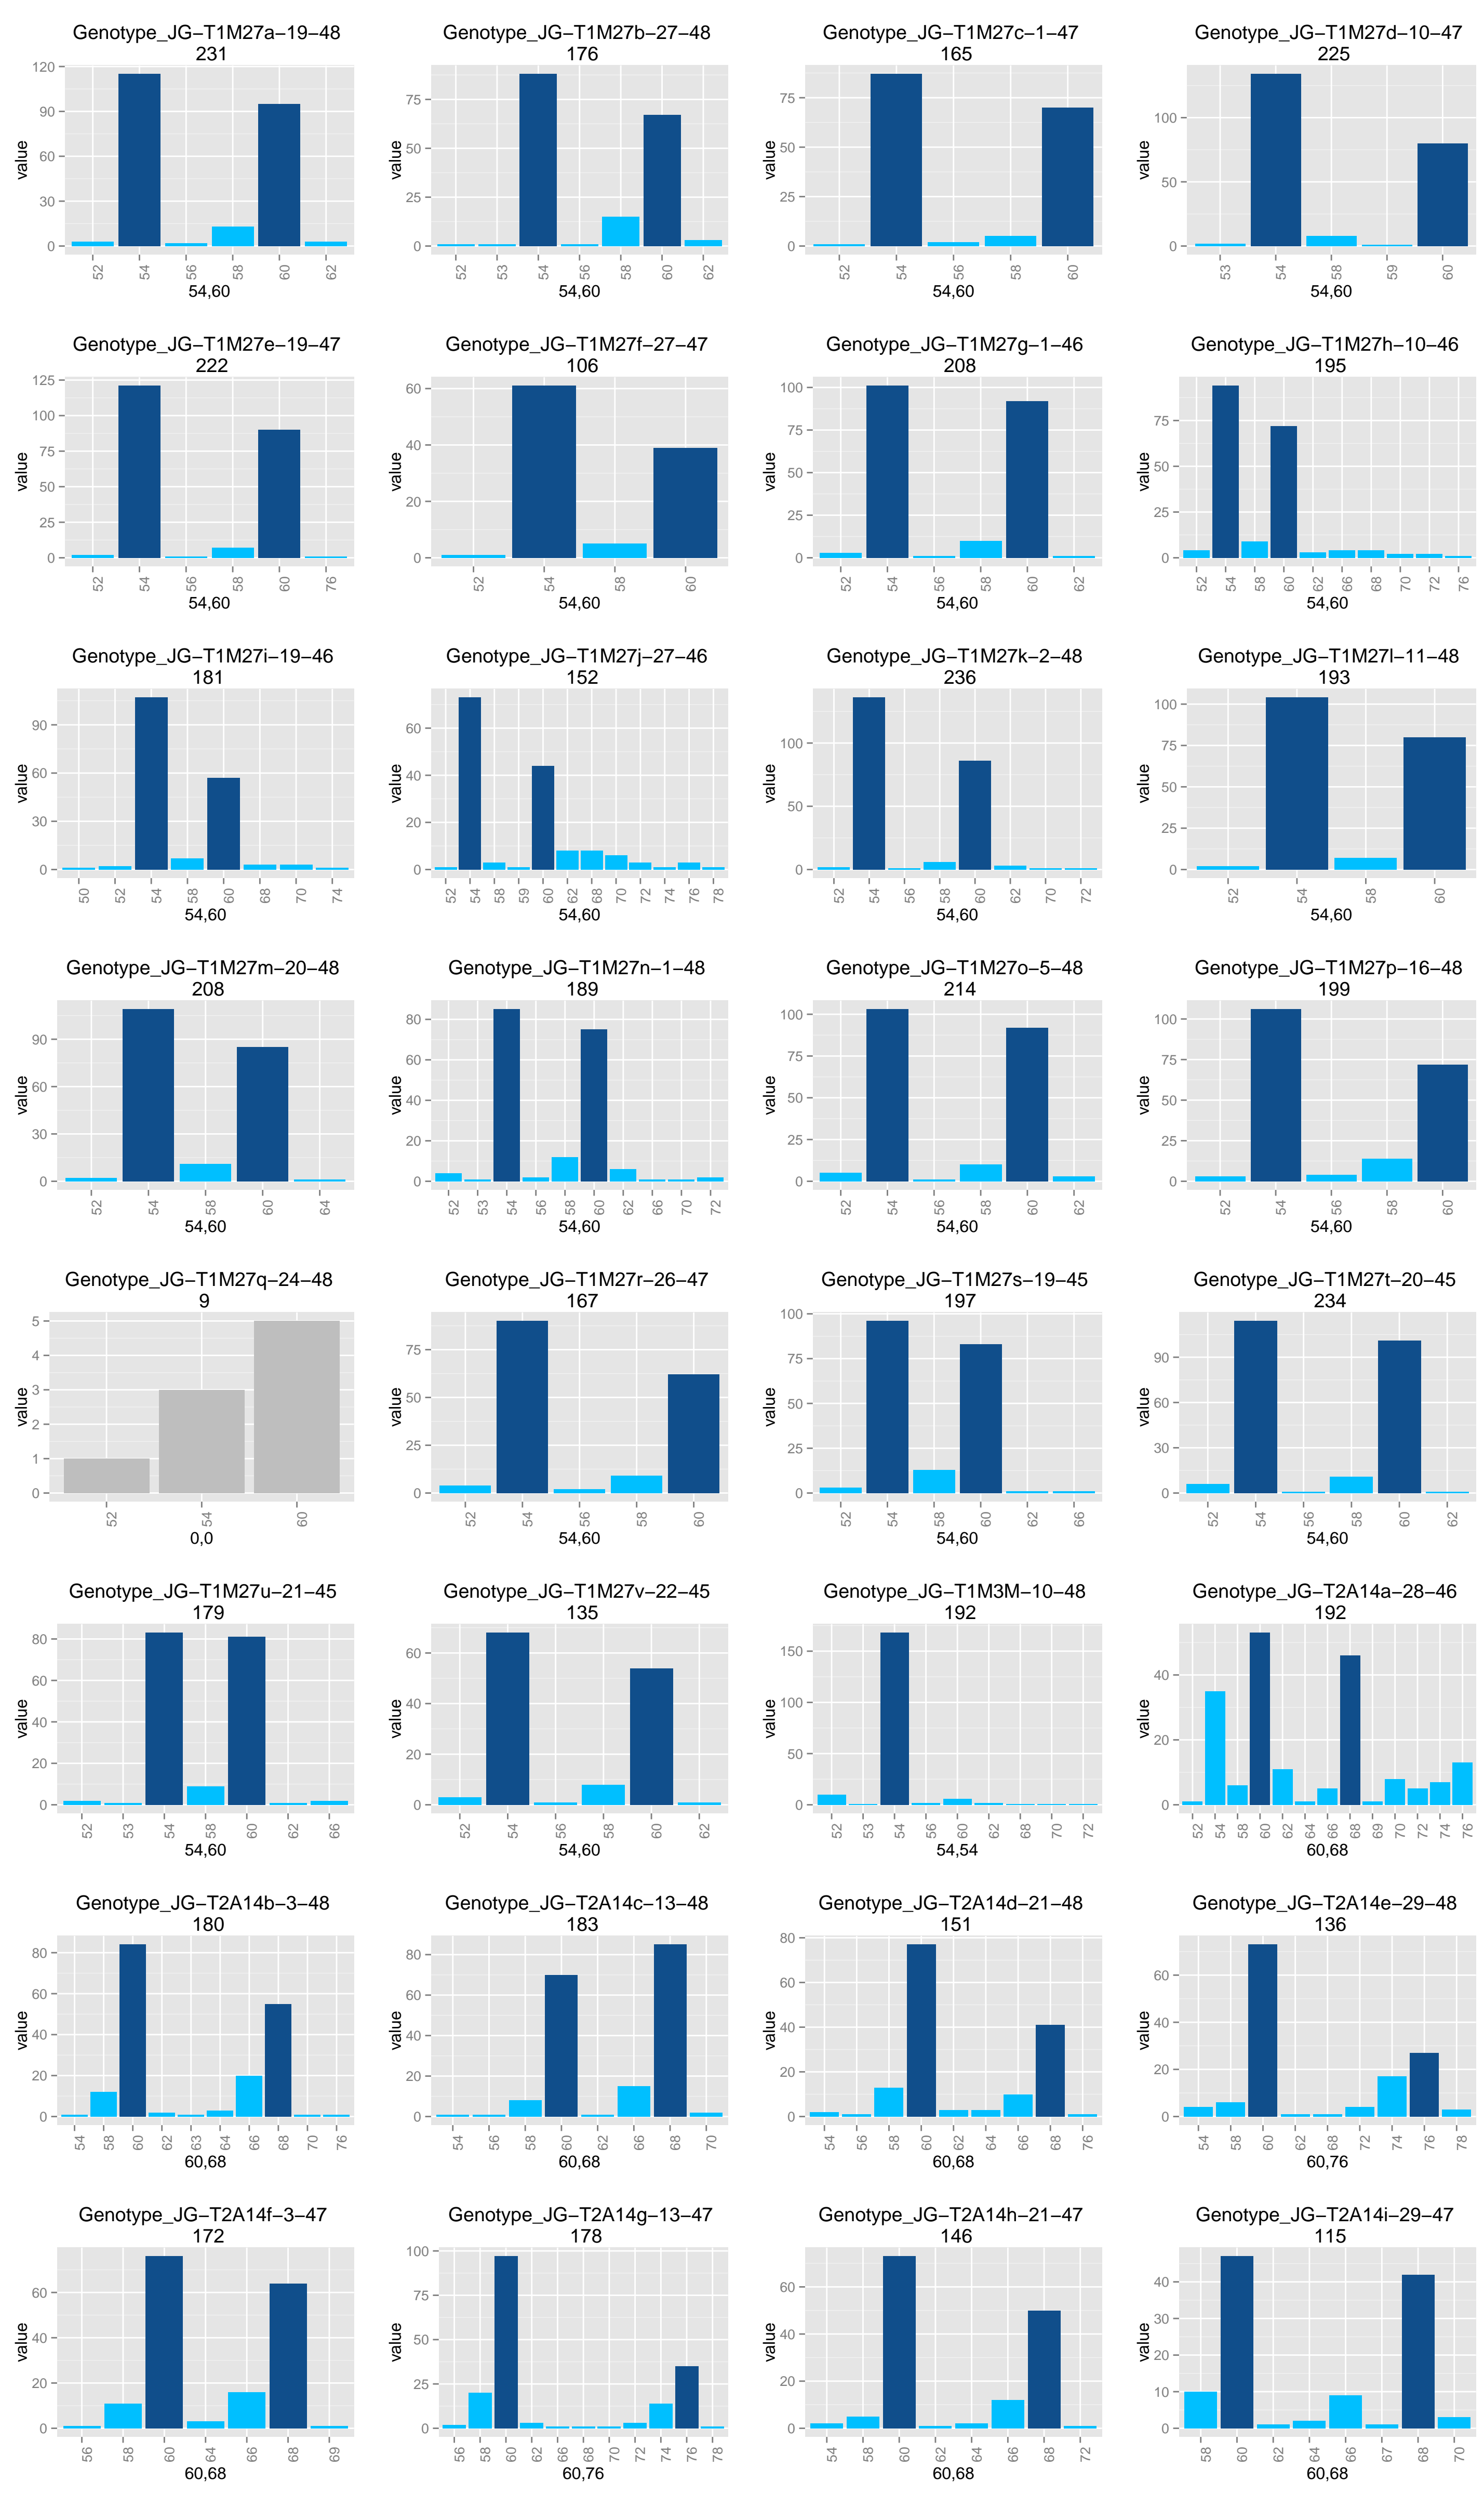 Genotype_JG−T1M27a−19−48
231
value
120
90
60
30
0
52 54 56 58 60 62
54,60
Genotype_JG−T1M27b−27−48
176
value
75
50
25
0
52 53 54 56 58 60 62
54,60
Genotype_JG−T1M27c−1−47
165
value
75
50
25
0
52 54 56 58 60
54,60
Genotype_JG−T1M27d−10−47
225
value
100
50
0
53 54 58 59 60
54,60
Genotype_JG−T1M27e−19−47
222
value
125
100
75
50
25
0
52 54 56 58 60 76
54,60
Genotype_JG−T1M27f−27−47
106
value
60
40
20
0
52 54 58 60
54,60
Genotype_JG−T1M27g−1−46
208
value
100
75
50
25
0
52 54 56 58 60 62
54,60
Genotype_JG−T1M27h−10−46
195
value
75
50
25
0
52 54 58 60 62 66 68 70 72 76
54,60
Genotype_JG−T1M27i−19−46
181
value
90
60
30
0
50 52 54 58 60 68 70 74
54,60
Genotype_JG−T1M27j−27−46
152
value
60
40
20
0
52 54 58 59 60 62 68 70 72 74 76 78
54,60
Genotype_JG−T1M27k−2−48
236
value
100
50
0
52 54 56 58 60 62 70 72
54,60
Genotype_JG−T1M27l−11−48
193
value
100
75
50
25
0
52 54 58 60
54,60
Genotype_JG−T1M27m−20−48
208
value
90
60
30
0
52 54 58 60 64
54,60
Genotype_JG−T1M27n−1−48
189
value
80
60
40
20
0
52 53 54 56 58 60 62 66 70 72
54,60
Genotype_JG−T1M27o−5−48
214
value
100
75
50
25
0
52 54 56 58 60 62
54,60
Genotype_JG−T1M27p−16−48
199
value
100
75
50
25
0
52 54 56 58 60
54,60
Genotype_JG−T1M27q−24−48
9
value
5
4
3
2
1
0
52 54 60
0,0
Genotype_JG−T1M27r−26−47
167
value
75
50
25
0
52 54 56 58 60
54,60
Genotype_JG−T1M27s−19−45
197
value
100
75
50
25
0
52 54 58 60 62 66
54,60
Genotype_JG−T1M27t−20−45
234
value
90
60
30
0
52 54 56 58 60 62
54,60
Genotype_JG−T1M27u−21−45
179
value
80
60
40
20
0
52 53 54 58 60 62 66
54,60
Genotype_JG−T1M27v−22−45
135
value
60
40
20
0
52 54 56 58 60 62
54,60
Genotype_JG−T1M3M−10−48
192
value
150
100
50
0
52 53 54 56 60 62 68 70 72
54,54
Genotype_JG−T2A14a−28−46
192
value
40
20
0
52 54 58 60 62 64 66 68 69 70 72 74 76
60,68
Genotype_JG−T2A14b−3−48
180
value
80
60
40
20
0
54 58 60 62 63 64 66 68 70 76
60,68
Genotype_JG−T2A14c−13−48
183
value
80
60
40
20
0
54 56 58 60 62 66 68 70
60,68
Genotype_JG−T2A14d−21−48
151
value
80
60
40
20
0
54 56 58 60 62 64 66 68 76
60,68
Genotype_JG−T2A14e−29−48
136
value
60
40
20
0
54 58 60 62 68 72 74 76 78
60,76
Genotype_JG−T2A14f−3−47
172
value
60
40
20
0
56 58 60 64 66 68 69
60,68
Genotype_JG−T2A14g−13−47
178
value
100
75
50
25
0
56 58 60 62 66 68 70 72 74 76 78
60,76
Genotype_JG−T2A14h−21−47
146
value
60
40
20
0
54 58 60 62 64 66 68 72
60,68
Genotype_JG−T2A14i−29−47
115
value
40
30
20
10
0
58 60 62 64 66 67 68 70
60,68